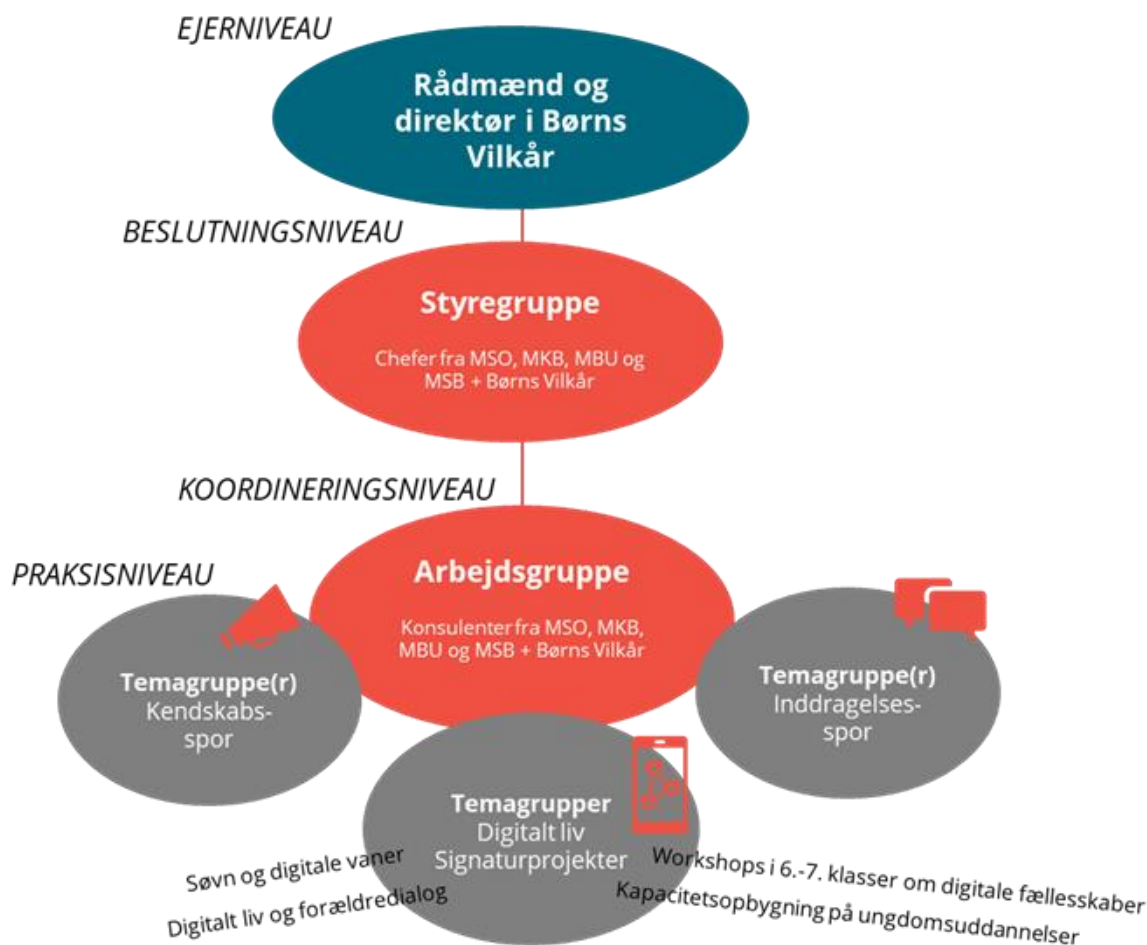 EJERNIVEAU
Rådmænd og
direktør i Børns
Vilkår
BESLUTNINGSNIVEAU
Styregruppe
Chefer fra MSO, MKB, MBU og
MSB + Børns Vilkår
KOORDINERINGSNIVEAU
Arbejdsgruppe
Konsulenter fra MSO, MKB,
MBU og MSB + Børns Vilkår
PRAKSISNIVEAU
Temagruppe(r)
Kendskabs-
spor
Temagruppe(r)
Inddragelses-
spor
Temagrupper
Digitalt liv
Signaturprojekter
Søvn og digitale vaner
Digitalt liv og forældredialog
Workshops i 6.-7. klasser om digitale fællesskaber
Kapacitetsopbygning på ungdomsuddannelser